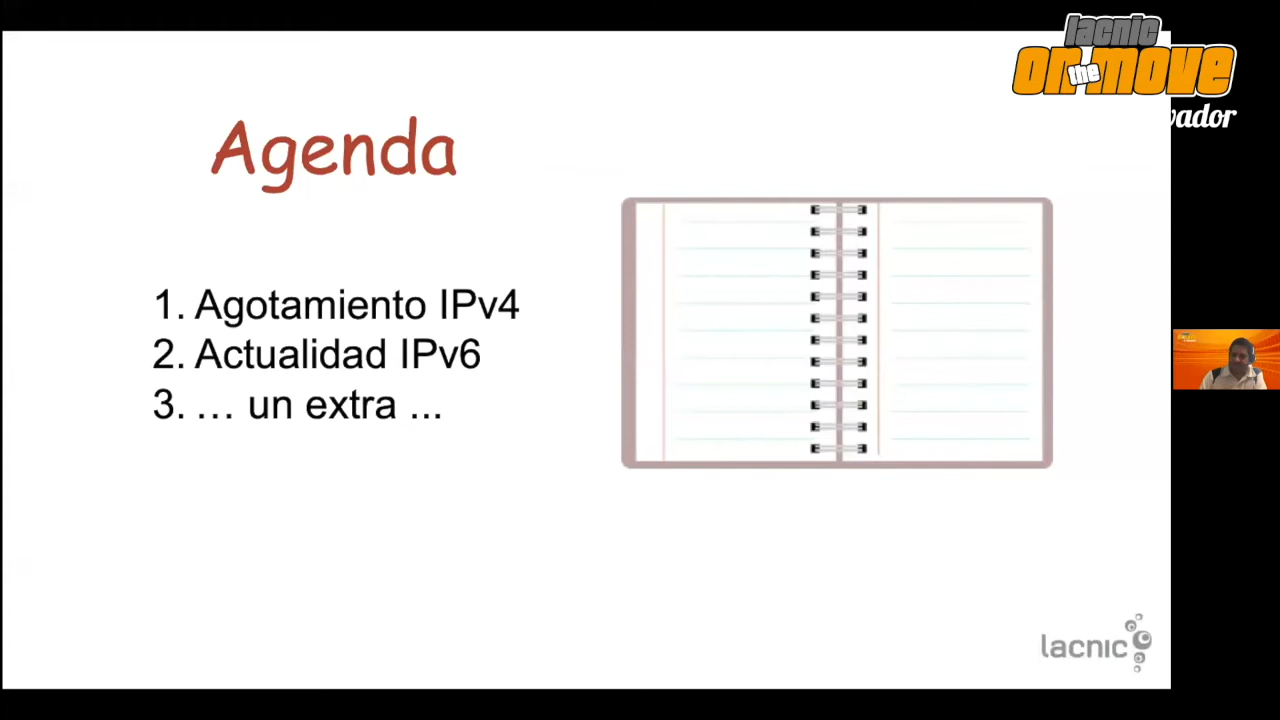 lacnic
on the move
vador
Agenda
1. Agotamiento IPv4
2. Actualidad IPv6
3. … un extra ...
lacnic